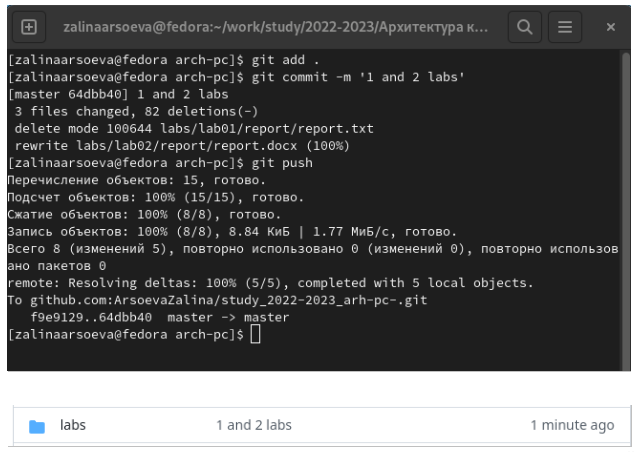 zalinaarsoeva@fedora:~/work/study/2022-2023/Архитектура к...
[zalinaarsoeva@fedora arch-pc]$ git add .
[zalinaarsoeva@fedora arch-pc]$ git commit -m '1 and 2 labs'
[master 64dbb40] 1 and 2 labs
 3 files changed, 82 deletions(-)
 delete mode 100644 labs/lab01/report/report.txt
 rewrite labs/lab02/report/report.docx (100%)
[zalinaarsoeva@fedora arch-pc]$ git push
Перечисление объектов: 15, готово.
Подсчет объектов: 100% (15/15), готово.
Сжатие объектов: 100% (8/8), готово.
Запись объектов: 100% (8/8), 8.84 КиБ | 1.77 МиБ/с, готово.
Всего 8 (изменений 5), повторно использовано 0 (изменений 0), повторно использов
ано пакетов 0
remote: Resolving deltas: 100% (5/5), completed with 5 local objects.
To github.com:ArsoevaZalina/study_2022-2023_arh-pc-.git
   f9e9129..64dbb40  master -> master
[zalinaarsoeva@fedora arch-pc]$
labs 1 and 2 labs 1 minute ago